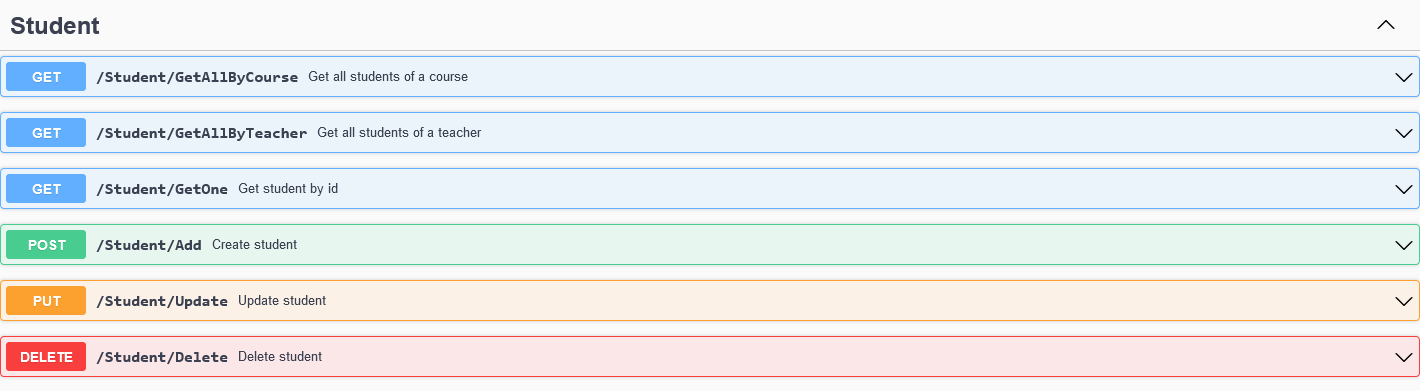 Student
GET /Student/GetAllByCourse Get all students of a course
GET /Student/GetAllByTeacher Get all students of a teacher
GET /Student/GetOne Get student by id
POST /Student/Add Create student
PUT /Student/Update Update student
DELETE /Student/Delete Delete student